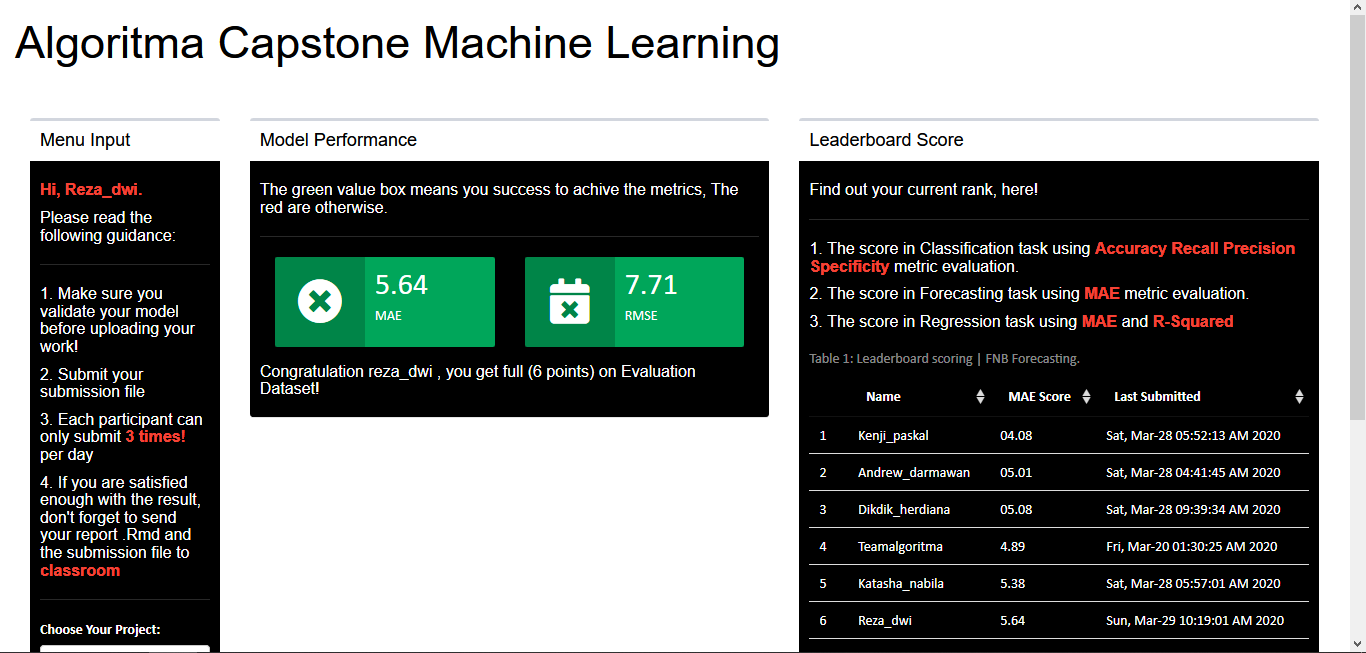 Algoritma Capstone Machine Learning
Menu Input
Hi, Reza_dwi.
Please read the
following guidance:
1. Make sure you
validate your model
before uploading your
work!
2. Submit your
submission file
3. Each participant can
only submit 3 times!
per day
4. If you are satisfied
enough with the result,
don't forget to send
your report .Rmd and
the submission file to
classroom
Choose Your Project:
Model Performance
The green value box means you success to achive the metrics, The
red are otherwise.
5.64
MAE
7.71
RMSE
Congratulation reza_dwi , you get full (6 points) on Evaluation
Dataset!
Leaderboard Score
Find out your current rank, here!
1. The score in Classification task using Accuracy Recall Precision
Specificity metric evaluation.
2. The score in Forecasting task using MAE metric evaluation.
3. The score in Regression task using MAE and R-Squared
Table 1: Leaderboard scoring | FNB Forecasting.
Name MAE Score Last Submitted
1 Kenji_paskal 04.08 Sat, Mar-28 05:52:13 AM 2020
2 Andrew_darmawan 05.01 Sat, Mar-28 04:41:45 AM 2020
3 Dikdik_herdiana 05.08 Sat, Mar-28 09:39:34 AM 2020
4 Teamalgoritma 4.89 Fri, Mar-20 01:30:25 AM 2020
5 Katasha_nabila 5.38 Sat, Mar-28 05:57:01 AM 2020
6 Reza_dwi 5.64 Sun, Mar-29 10:19:01 AM 2020